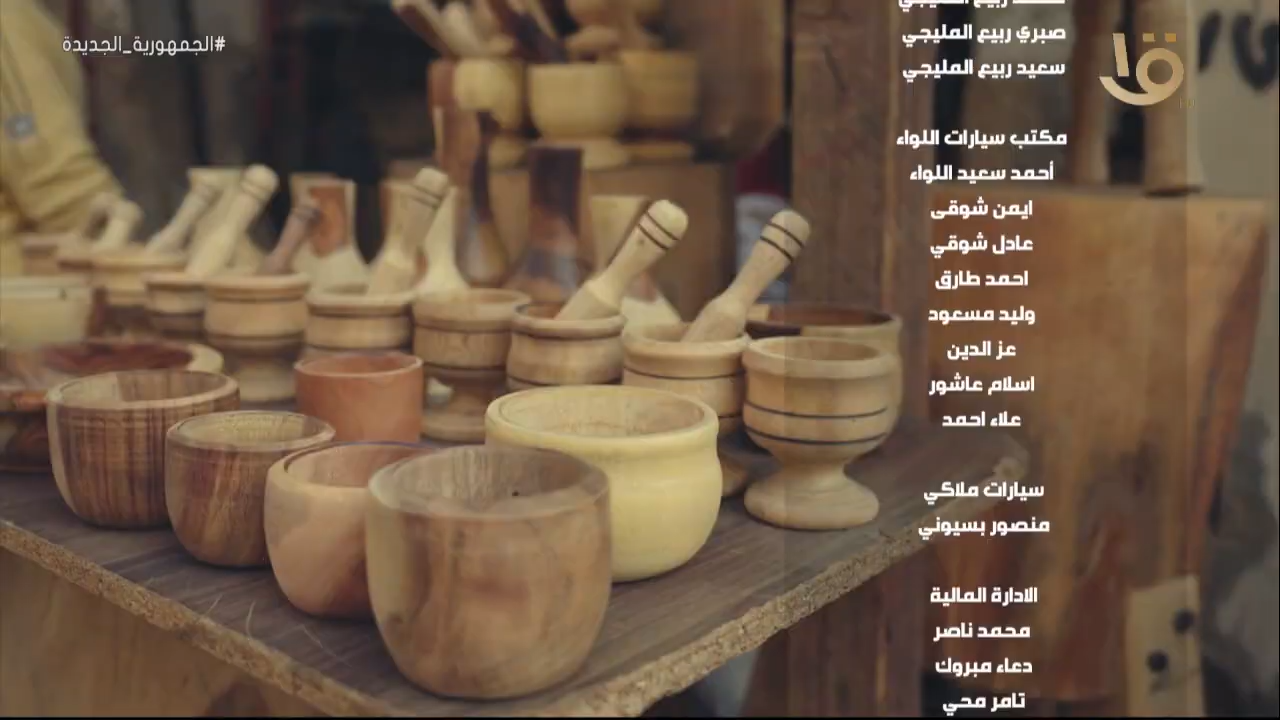 #الجمهورية_الجديدة
ربيع المليجي
صبري ربيع المليجي
سعيد ربيع المليجي
مكتب سيارات اللواء
أحمد سعيد اللواء
ايمن شوقى
عادل شوقي
احمد طارق
وليد مسعود
عز الدين
اسلام عاشور
علاء احمد
سيارات ملاكي
منصور بسيوني
الادارة المالية
محمد ناصر
دعاء مبروك
تامر محي